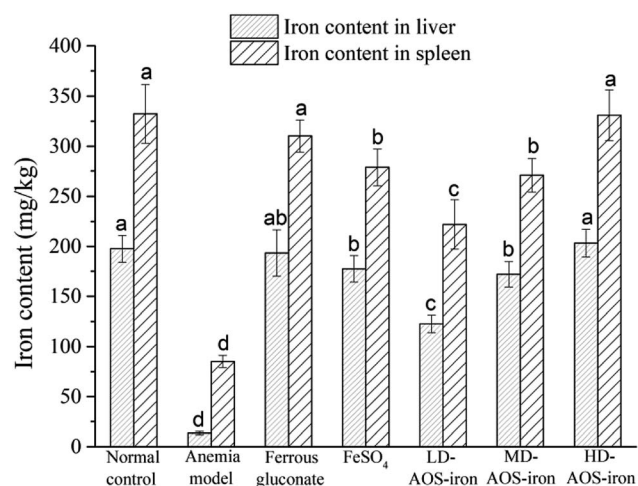 Iron content in liver
Iron content in spleen
400
350
300
250
200
150
100
50
0
Iron content (mg/kg)
a
a
d
d
ab
a
b
b
c
c
b
b
a
a
Normal
control
Anemia
model
Ferrous
gluconate
FeSO₄
LD-
AOS-iron
MD-
AOS-iron
HD-
AOS-iron